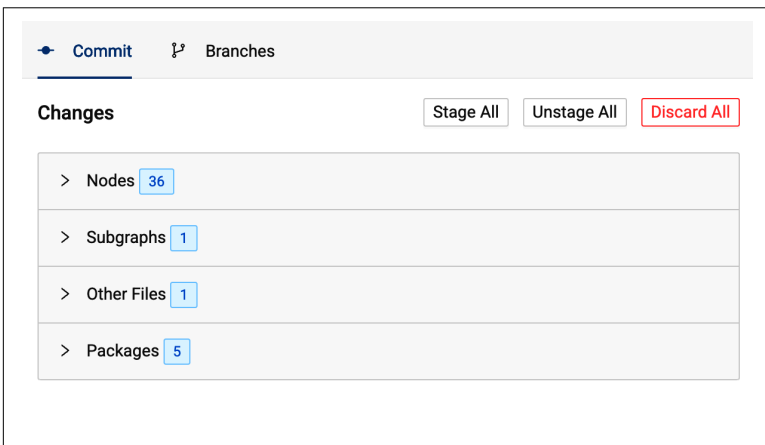 Commit Branches
Changes Stage All Unstage All Discard All
Nodes 36
Subgraphs 1
Other Files 1
Packages 5